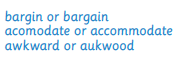 bargin or bargain
acomodate or accommodate
awkward or aukwood